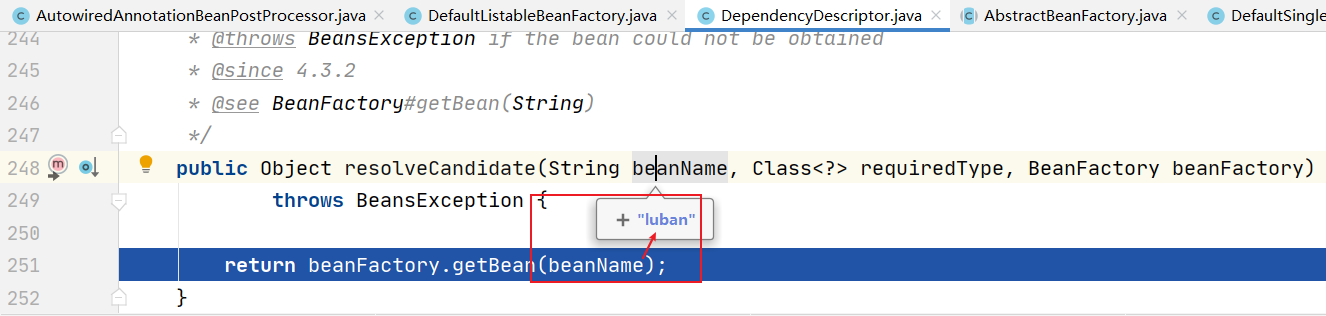 AutowiredAnnotationBeanPostProcessor.java DefaultListableBeanFactory.java DependencyDescriptor.java AbstractBeanFactory.java DefaultSingl
244 * @throws BeansException if the bean could not be obtained
245 * @since 4.3.2
246 * @see BeanFactory#getBean(String)
247 */
248 public Object resolveCandidate(String beanName, Class<?> requiredType, BeanFactory beanFactory)
249 throws BeansException {
+ "luban"
250
251 return beanFactory.getBean(beanName);
252 }